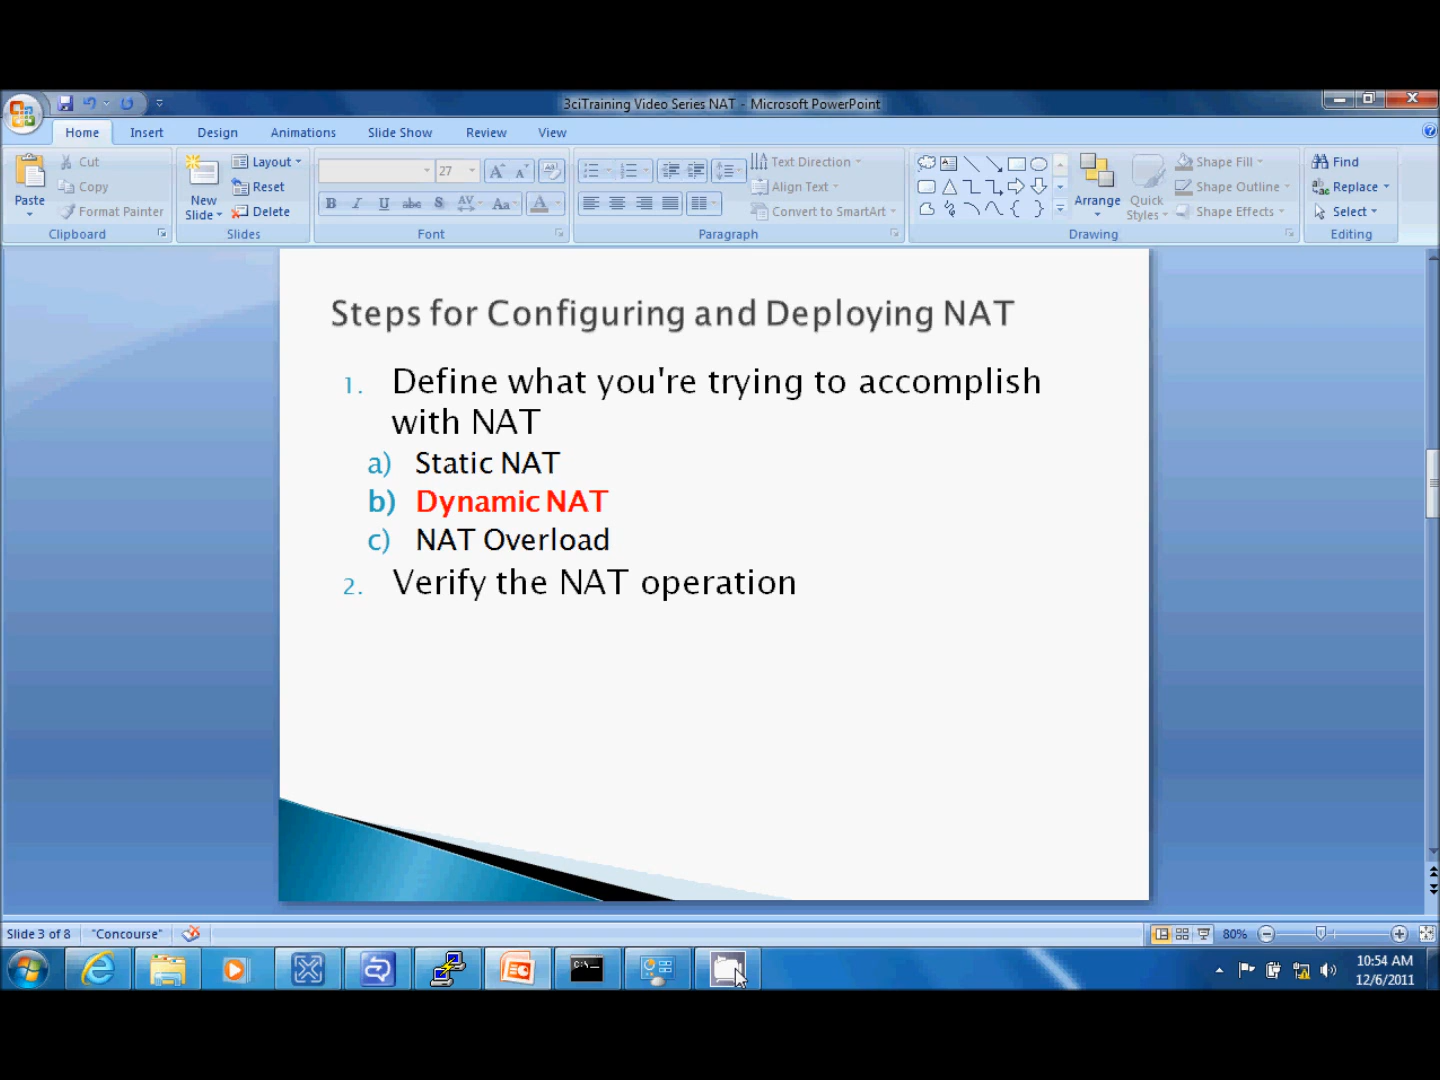 3ciTraining Video Series NAT - Microsoft PowerPoint
Home Insert Design Animations Slide Show Review View
Cut
Copy
Format Painter
Paste
Clipboard
New
Slide
Layout
Reset
Delete
Slides
27
B I U abc S AV Aa A
Font
Text Direction
Align Text
Convert to SmartArt
Paragraph
Arrange
Quick
Styles
Shape Fill
Shape Outline
Shape Effects
Drawing
Find
Replace
Select
Editing
Steps for Configuring and Deploying NAT
1. Define what you're trying to accomplish
with NAT
a) Static NAT
b) Dynamic NAT
c) NAT Overload
2. Verify the NAT operation
Slide 3 of 8 "Concourse" 80%
10:54 AM
12/6/2011